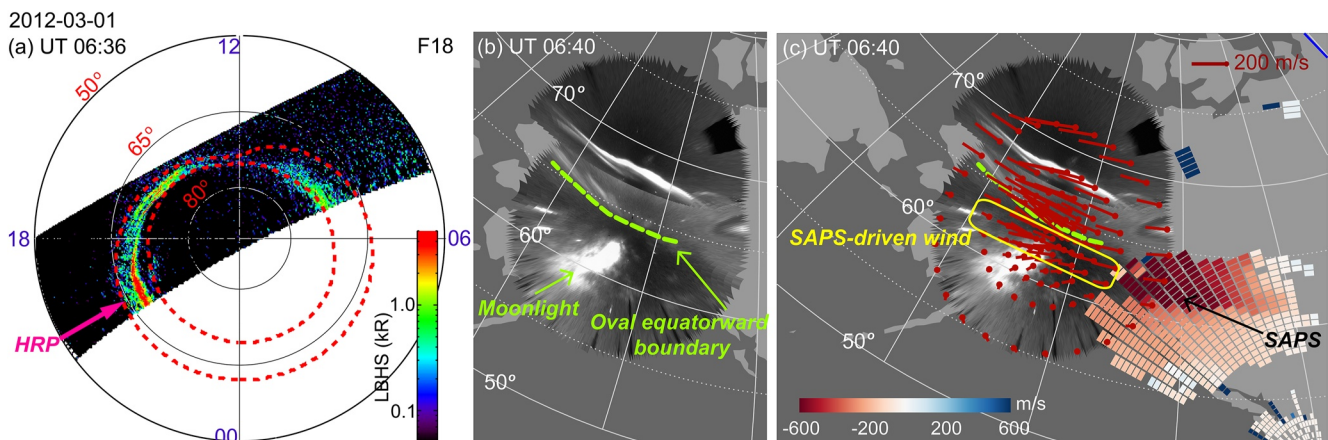 2012-03-01
(a) UT 06:36
F18
12
50°
65°
80°
18
06
HRP
00
LBHS (kR)
1.0
0.1
(b) UT 06:40
70°
60°
50°
Moonlight
Oval equatorward
boundary
(c) UT 06:40
200 m/s
70°
60°
50°
SAPS-driven wind
SAPS
m/s
-600 -200 200 600